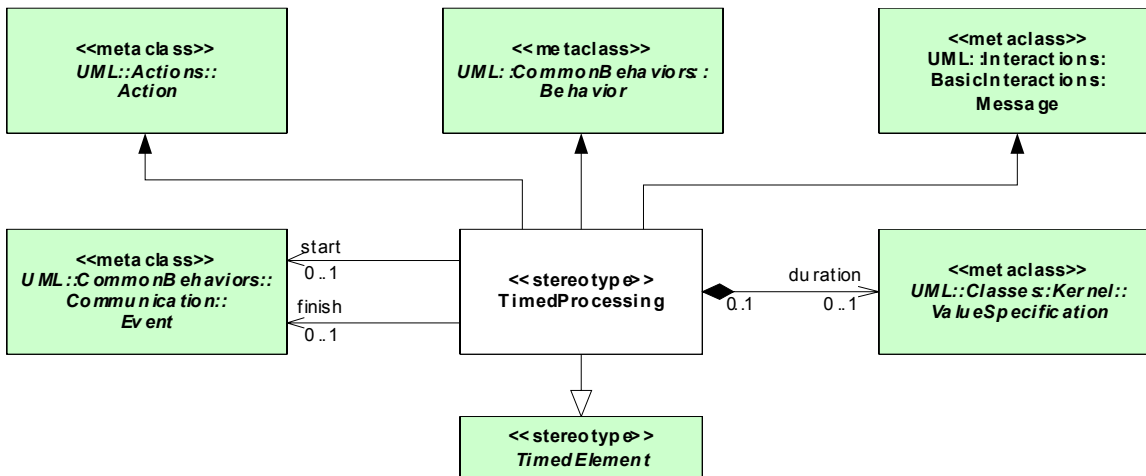 <<metaclass>>
UML::Actions::
Action
<<metaclass>>
UML::CommonBehaviors::
Behavior
<<metaclass>>
UML::Interactions:
BasicInteractions:
Message
<<metaclass>>
UML::CommonBehaviors::
Communication::
Event
start
0..1
finish
0..1
<<stereotype>>
TimedProcessing
duration
0..1
0..1
<<metaclass>>
UML::Classes::Kernel::
ValueSpecification
<<stereotype>>
TimedElement